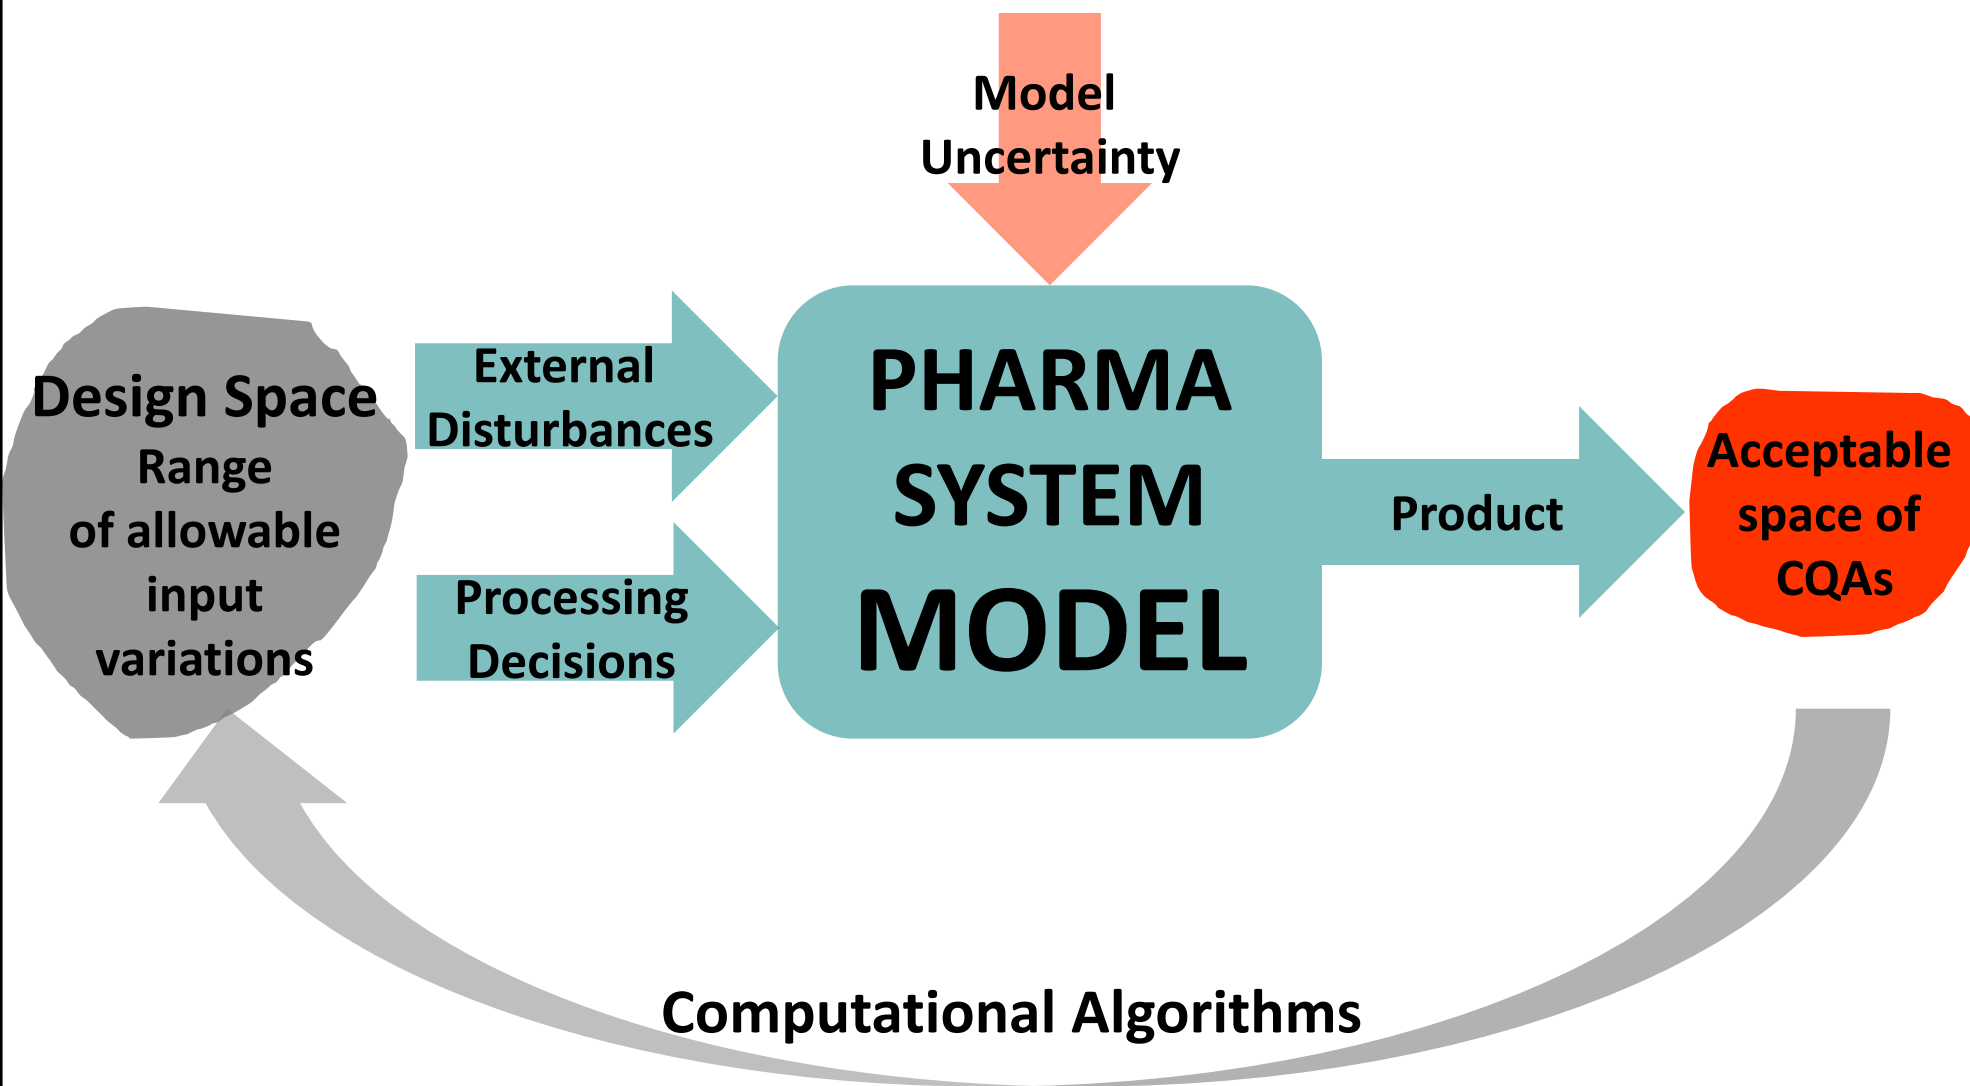 Model
Uncertainty
Design Space
Range
of allowable
input
variations
External
Disturbances
Processing
Decisions
PHARMA
SYSTEM
MODEL
Product
Acceptable
space of
CQAs
Computational Algorithms